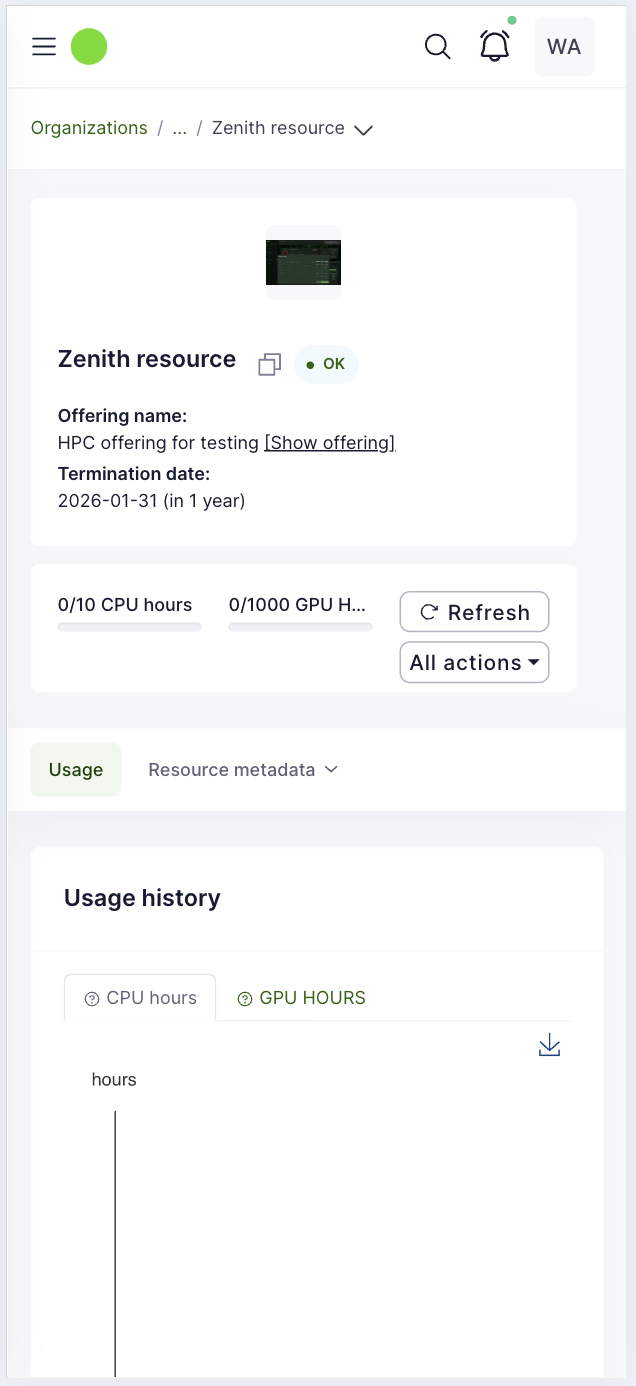 WA
Organizations / ... / Zenith resource
Zenith resource
OK
Offering name:
HPC offering for testing [Show offering]
Termination date:
2026-01-31 (in 1 year)
0/10 CPU hours
0/1000 GPU H...
Refresh
All actions
Usage
Resource metadata
Usage history
CPU hours
GPU HOURS
hours